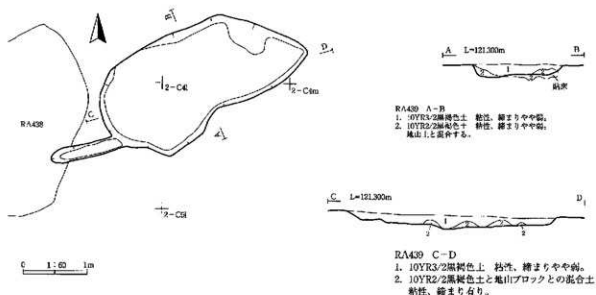 B
D
2-C4l
2-C4m
C
A
RA438
2-C5l
0 1:60 1m
A L=121.300m B
1
2
RA439 A-B
1. 10YR3/2黒褐色土 粘性、締まりやや弱。
2. 10YR2/2黒褐色土 粘性、締まりやや弱。
地山土と混合する。
C L=121.300m D
1
2
2
RA439 C-D
1. 10YR3/2黒褐色土 粘性、締まりやや弱。
2. 10YR2/2黒褐色土と地山ブロックとの混合土
粘性、締まり有り。